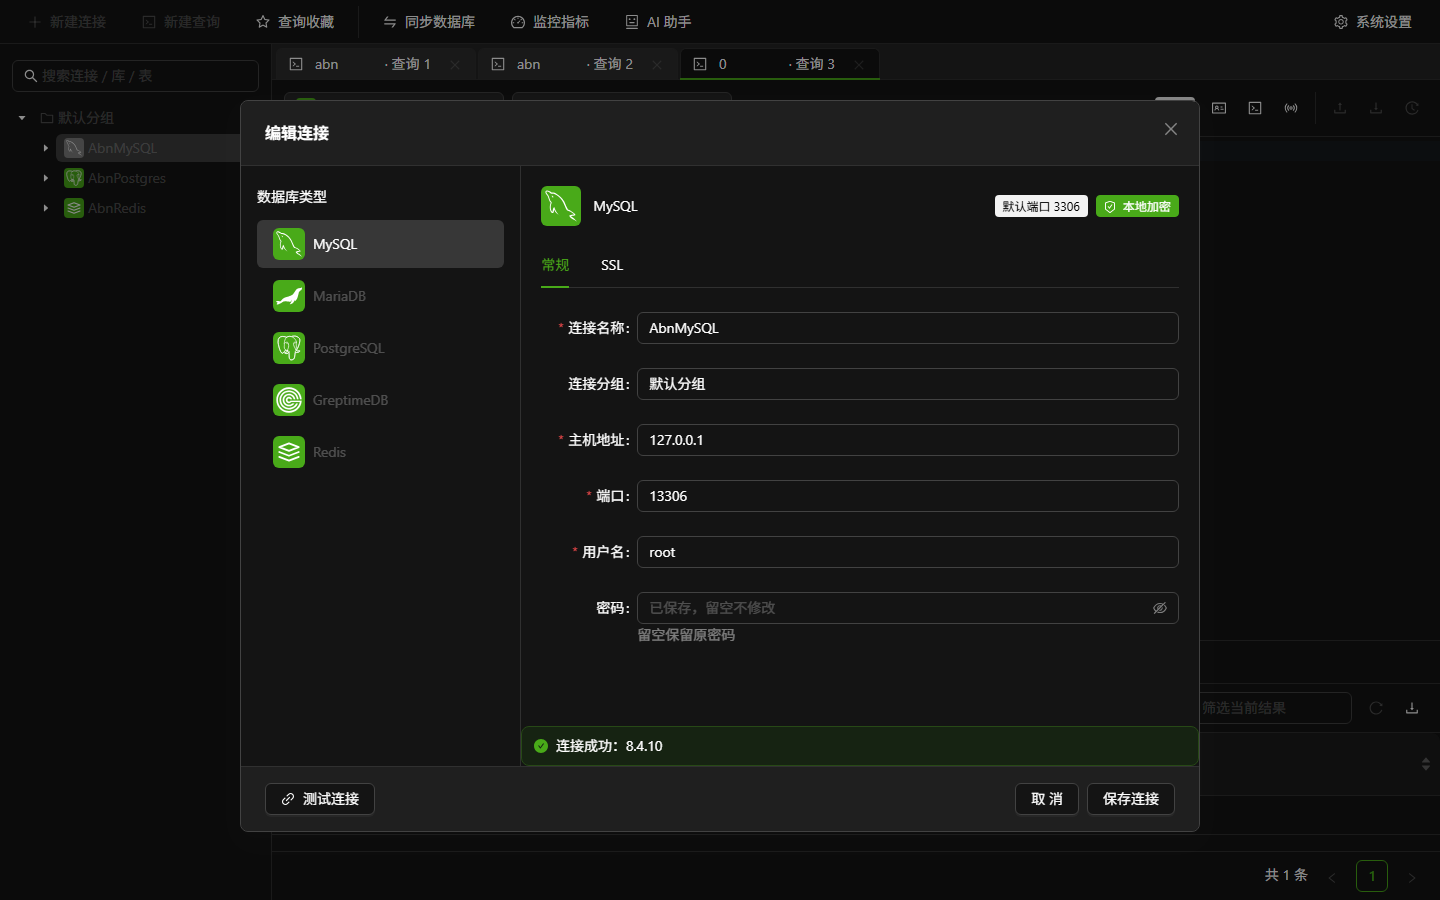 新建连接
新建查询
查询收藏
同步数据库
监控指标
AI 助手
系统设置
搜索连接 / 库 / 表
abn · 查询 1
abn · 查询 2
0 · 查询 3
默认分组
AbnMySQL
AbnPostgres
AbnRedis
编辑连接
数据库类型
MySQL
MariaDB
PostgreSQL
GreptimeDB
Redis
MySQL
默认端口 3306
本地加密
常规
SSL
* 连接名称: AbnMySQL
连接分组: 默认分组
* 主机地址: 127.0.0.1
* 端口: 13306
* 用户名: root
密码: 已保存，留空不修改
留空保留原密码
连接成功：8.4.10
测试连接
取 消
保存连接
筛选当前结果
共 1 条
1